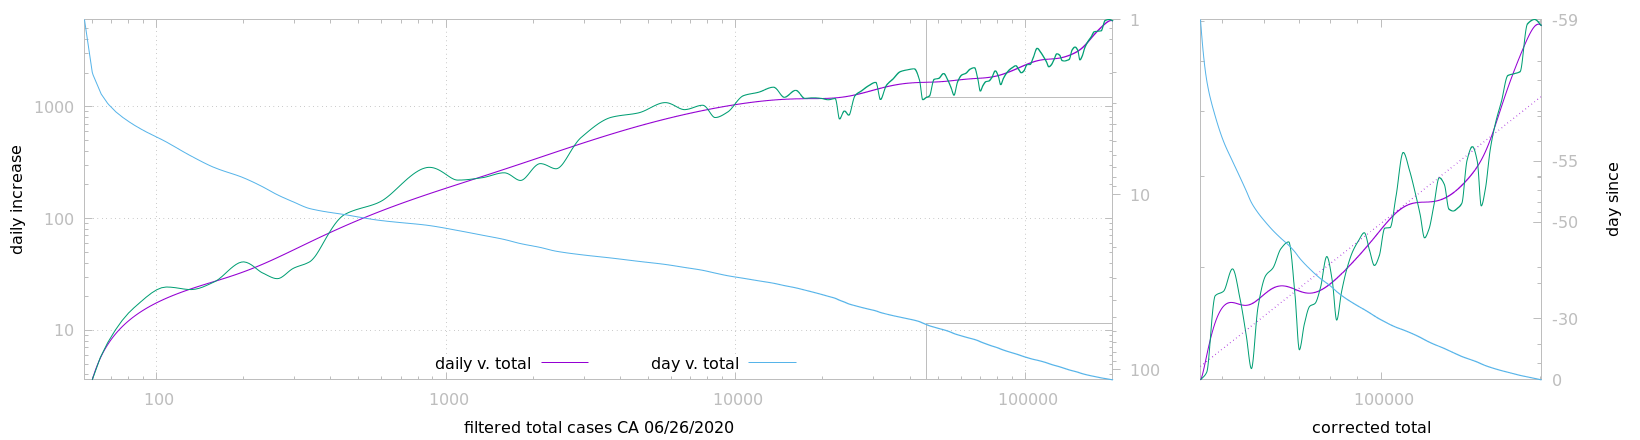 1 -59
1000
daily increase
-55
10
100
-50
day since
-30
10
daily v. total day v. total
100 0
100 1000 10000 100000 100000
filtered total cases CA 06/26/2020 corrected total